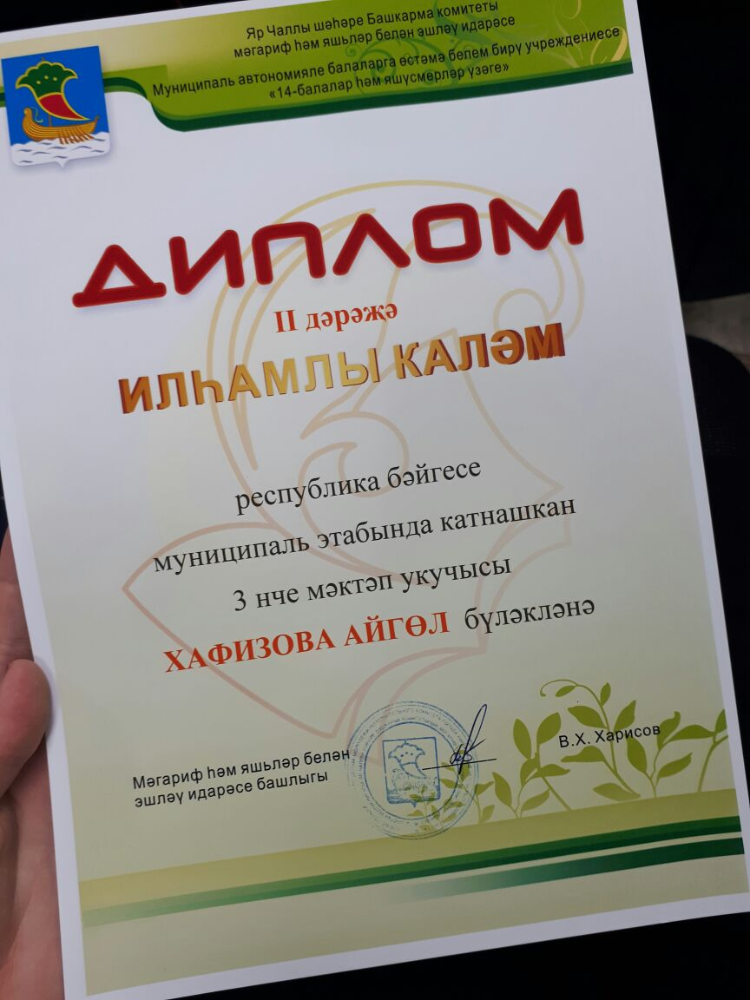 Яр Чаллы шәһәре Башкарма комитеты
мәгариф һәм яшьләр белән эшләү идарәсе
Муниципаль автономияле балаларга өстәмә белем бирү учреждениесе
«14-балалар һәм яшүсмерләр үзәге»
ДИПЛОМ
II дәрәҗә
ИЛҺАМЛЫ КАЛӘМ
республика бәйгесе
муниципаль этабында катнашкан
3 нче мәктәп укучысы
ХАФИЗОВА АЙГӨЛ бүләкләнә
Мәгариф һәм яшьләр белән
эшләү идарәсе башлыгы
В.Х. Харисов